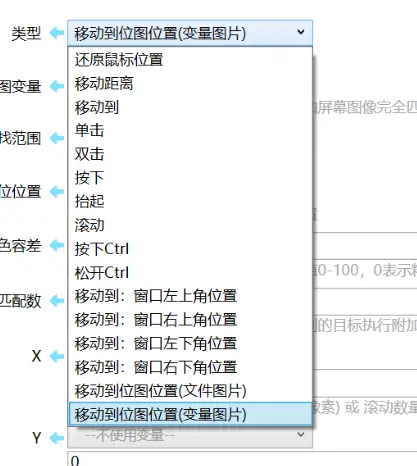 类型 移动到位图位置(变量图片)
还原鼠标位置
图变量 移动距离
移动到 屏幕图像完全匹
单击
找范围 双击
按下
位位置 抬起
滚动
色容差 按下Ctrl
松开Ctrl 0-100，0表示精
匹配数 移动到：窗口左上角位置
移动到：窗口右上角位置 的目标执行附加
移动到：窗口左下角位置
X 移动到：窗口右下角位置
移动到位图位置(文件图片)
移动到位图位置(变量图片) 像素) 或 滚动数量
Y --不使用变量--
0